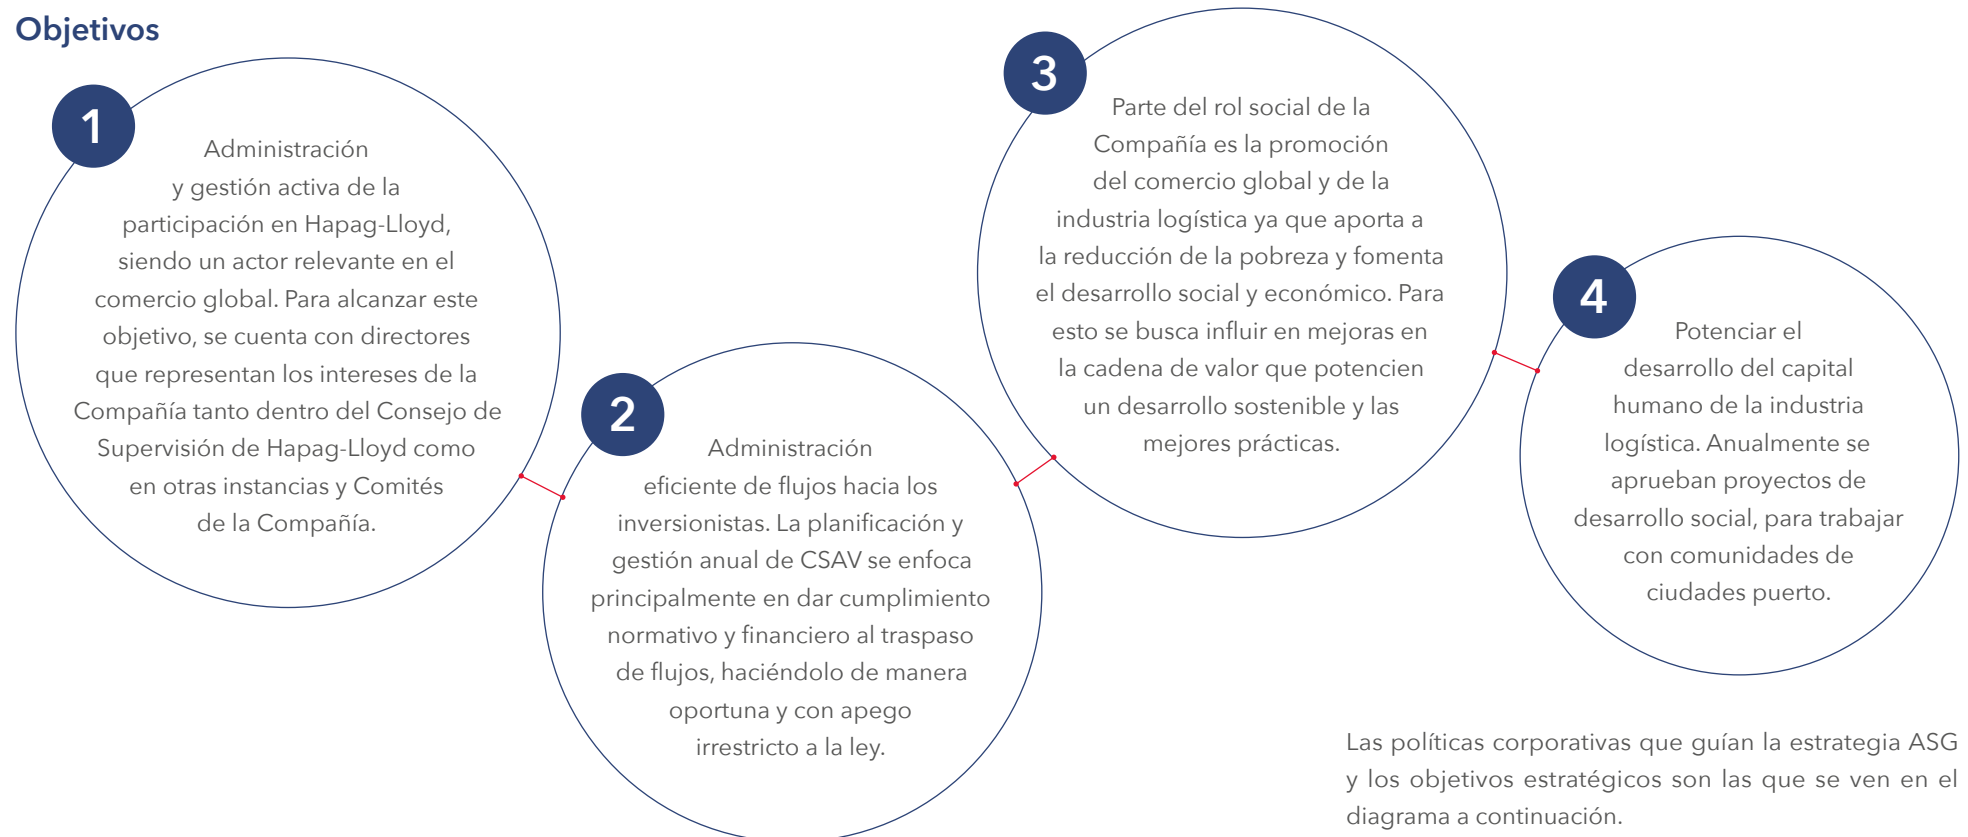 Objetivos
1
Administración
y gestión activa de la
participación en Hapag-Lloyd,
siendo un actor relevante en el
comercio global. Para alcanzar este
objetivo, se cuenta con directores
que representan los intereses de la
Compañía tanto dentro del Consejo de
Supervisión de Hapag-Lloyd como
en otras instancias y Comités
de la Compañía.
2
Administración
eficiente de flujos hacia los
inversionistas. La planificación y
gestión anual de CSAV se enfoca
principalmente en dar cumplimiento
normativo y financiero al traspaso
de flujos, haciéndolo de manera
oportuna y con apego
irrestricto a la ley.
3
Parte del rol social de la
Compañía es la promoción
del comercio global y de la
industria logística ya que aporta a
la reducción de la pobreza y fomenta
el desarrollo social y económico. Para
esto se busca influir en mejoras en
la cadena de valor que potencien
un desarrollo sostenible y las
mejores prácticas.
4
Potenciar el
desarrollo del capital
humano de la industria
logística. Anualmente se
aprueban proyectos de
desarrollo social, para trabajar
con comunidades de
ciudades puerto.
Las políticas corporativas que guían la estrategia ASG
y los objetivos estratégicos son las que se ven en el
diagrama a continuación.